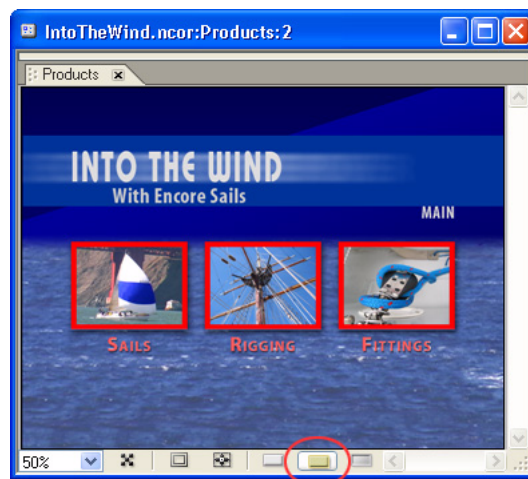 IntoTheWind.ncor:Products:2
Products
INTO THE WIND
With Encore Sails
MAIN
SAILS RIGGING FITTINGS
50%